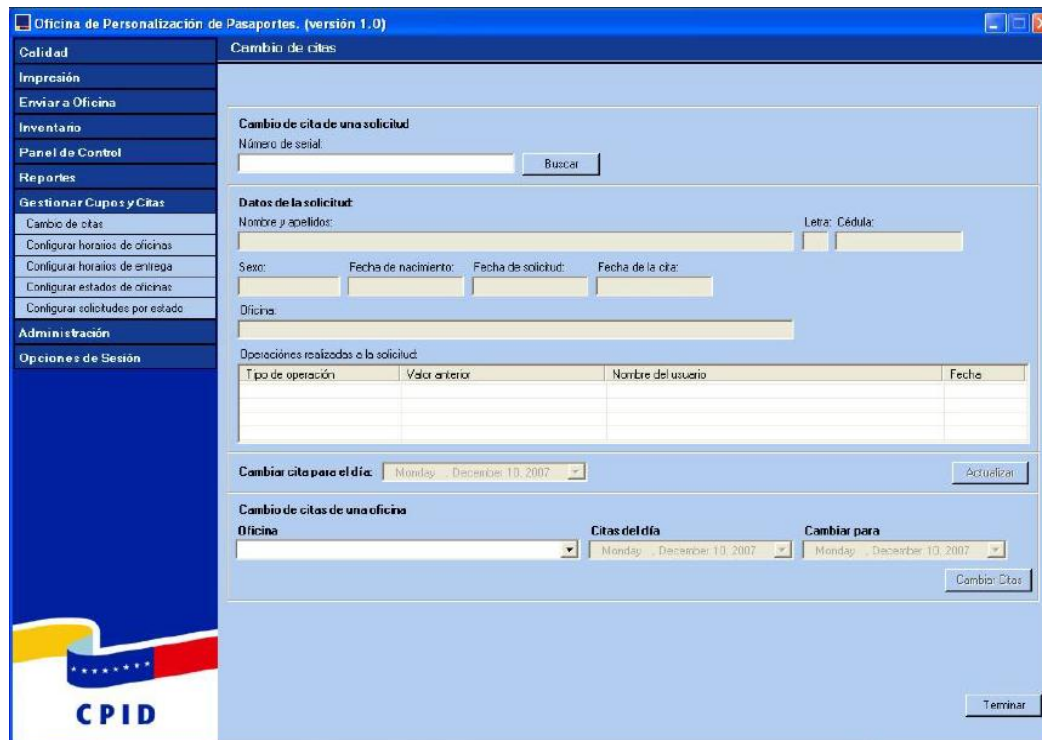 Oficina de Personalización de Pasaportes. (versión 1.0)
Calidad
Impresión
Enviar a Oficina
Inventario
Panel de Control
Reportes
Gestionar Cupos y Citas
Cambio de citas
Configurar horarios de oficinas
Configurar horarios de entrega
Configurar estados de oficinas
Configurar solicitudes por estado
Administración
Opciones de Sesión
CPID
Cambio de citas
Cambio de cita de una solicitud
Número de serial:
Buscar
Datos de la solicitud:
Nombre y apellidos: Letra: Cédula:
Sexo: Fecha de nacimiento: Fecha de solicitud: Fecha de la cita:
Oficina:
Operaciónes realizadas a la solicitud:
Tipo de operación Valor anterior Nombre del usuario Fecha
Cambiar cita para el día: Monday , December 10, 2007 Actualizar
Cambio de citas de una oficina
Oficina Citas del día Cambiar para
Monday , December 10, 2007 Monday , December 10, 2007
Cambiar Citas
Terminar